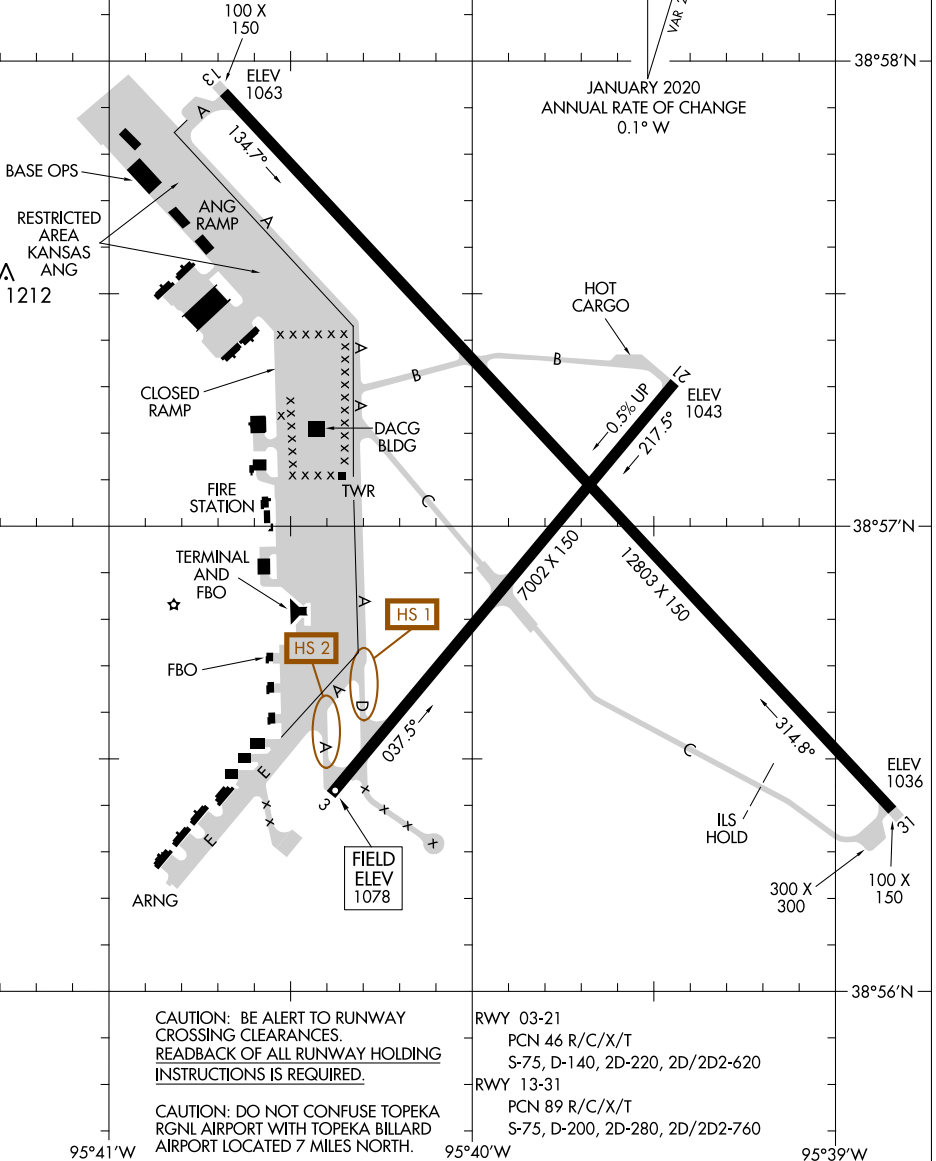 100 X
150
VAR
38°58'N
13
ELEV
1063
JANUARY 2020
ANNUAL RATE OF CHANGE
0.1° W
A
134.7°
BASE OPS
ANG
RAMP
A
RESTRICTED
AREA
KANSAS
ANG
1212
HOT
CARGO
A
B
B
21
ELEV
1043
CLOSED
RAMP
A
0.5% UP
217.5°
DACG
BLDG
TWR
C
FIRE
STATION
38°57'N
7002 X 150
12803 X 150
TERMINAL
AND
FBO
A
HS 1
HS 2
FBO
A
D
A
037.5°
C
314.8°
E
ELEV
1036
3
31
ILS
HOLD
E
FIELD
ELEV
1078
300 X
300
100 X
150
ARNG
38°56'N
CAUTION: BE ALERT TO RUNWAY
CROSSING CLEARANCES.
READBACK OF ALL RUNWAY HOLDING
INSTRUCTIONS IS REQUIRED.
CAUTION: DO NOT CONFUSE TOPEKA
RGNL AIRPORT WITH TOPEKA BILLARD
AIRPORT LOCATED 7 MILES NORTH.
RWY 03-21
PCN 46 R/C/X/T
S-75, D-140, 2D-220, 2D/2D2-620
RWY 13-31
PCN 89 R/C/X/T
S-75, D-200, 2D-280, 2D/2D2-760
95°41'W
95°40'W
95°39'W